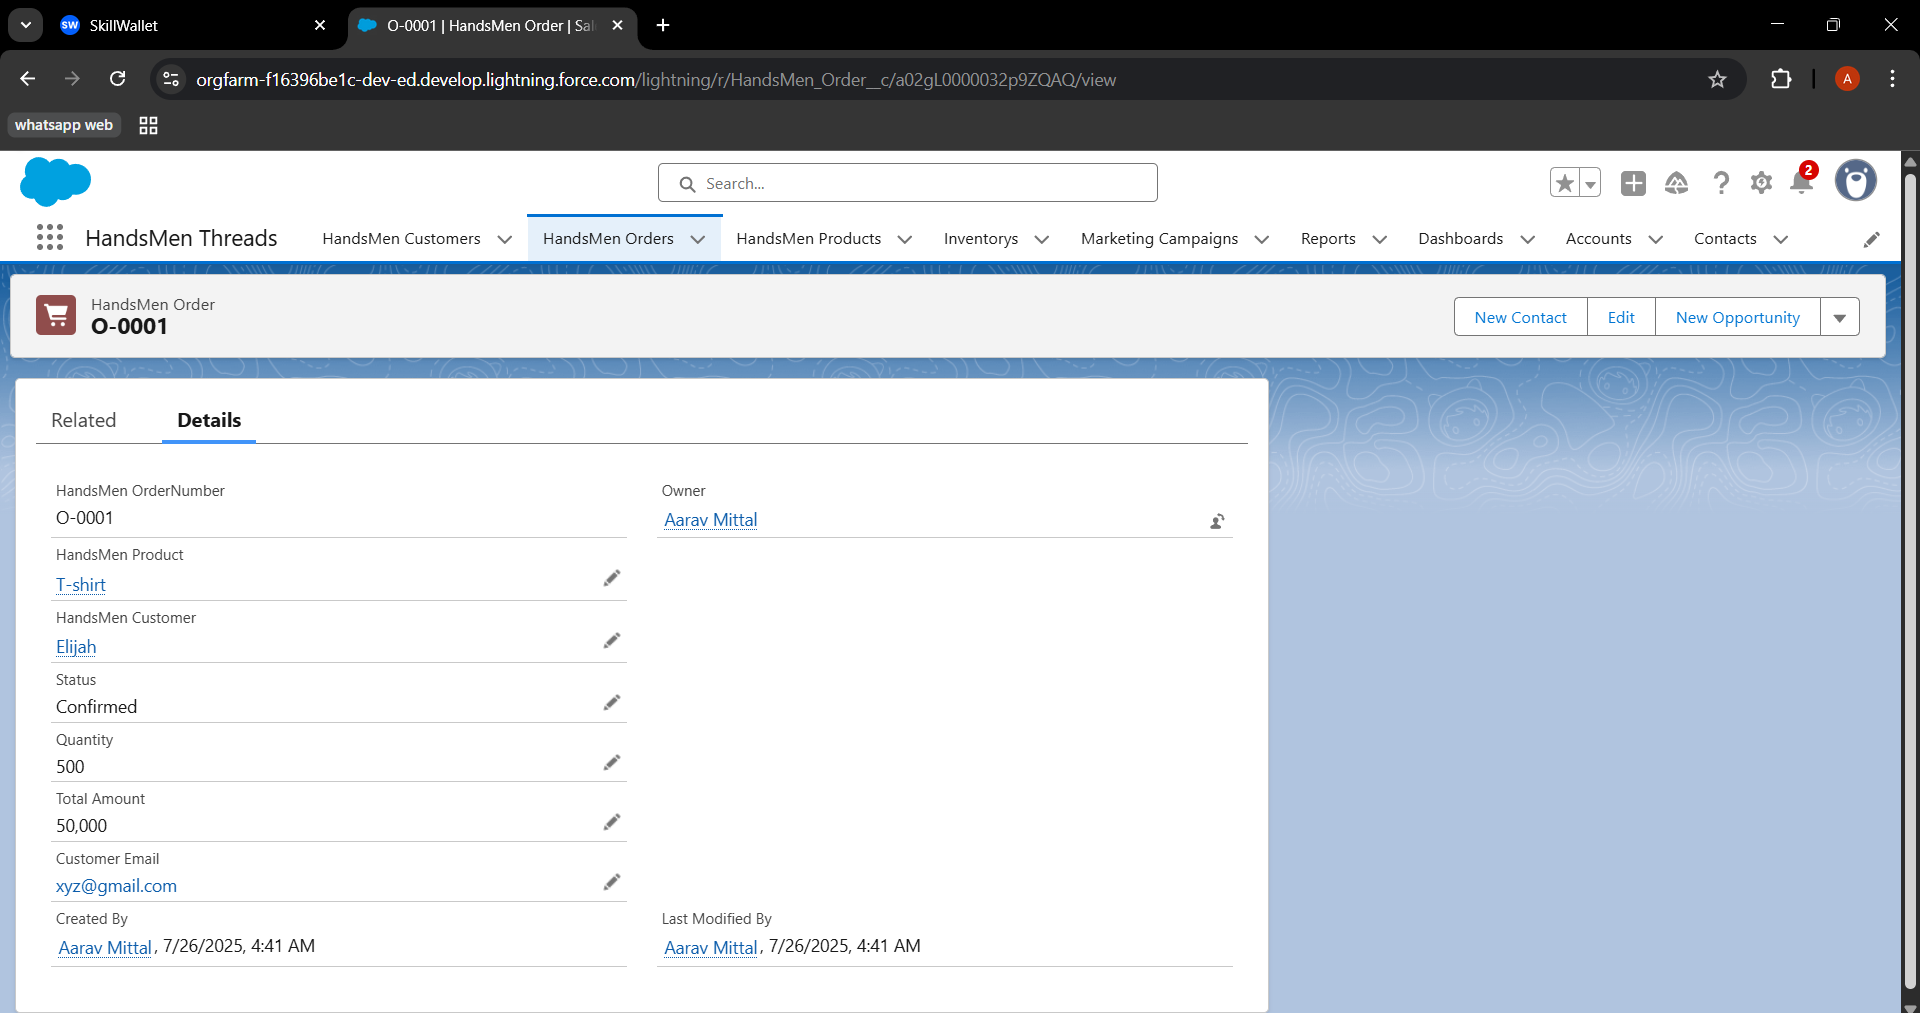 SkillWallet
O-0001 | HandsMen Order | Sal
orgfarm-f16396be1c-dev-ed.develop.lightning.force.com/lightning/r/HandsMen_Order__c/a02gL0000032p9ZQAQ/view
A
whatsapp web
Search...
2
HandsMen Threads
HandsMen Customers
HandsMen Orders
HandsMen Products
Inventorys
Marketing Campaigns
Reports
Dashboards
Accounts
Contacts
HandsMen Order
O-0001
New Contact
Edit
New Opportunity
Related
Details
HandsMen OrderNumber
O-0001
Owner
Aarav Mittal
HandsMen Product
T-shirt
HandsMen Customer
Elijah
Status
Confirmed
Quantity
500
Total Amount
50,000
Customer Email
xyz@gmail.com
Created By
Aarav Mittal, 7/26/2025, 4:41 AM
Last Modified By
Aarav Mittal, 7/26/2025, 4:41 AM